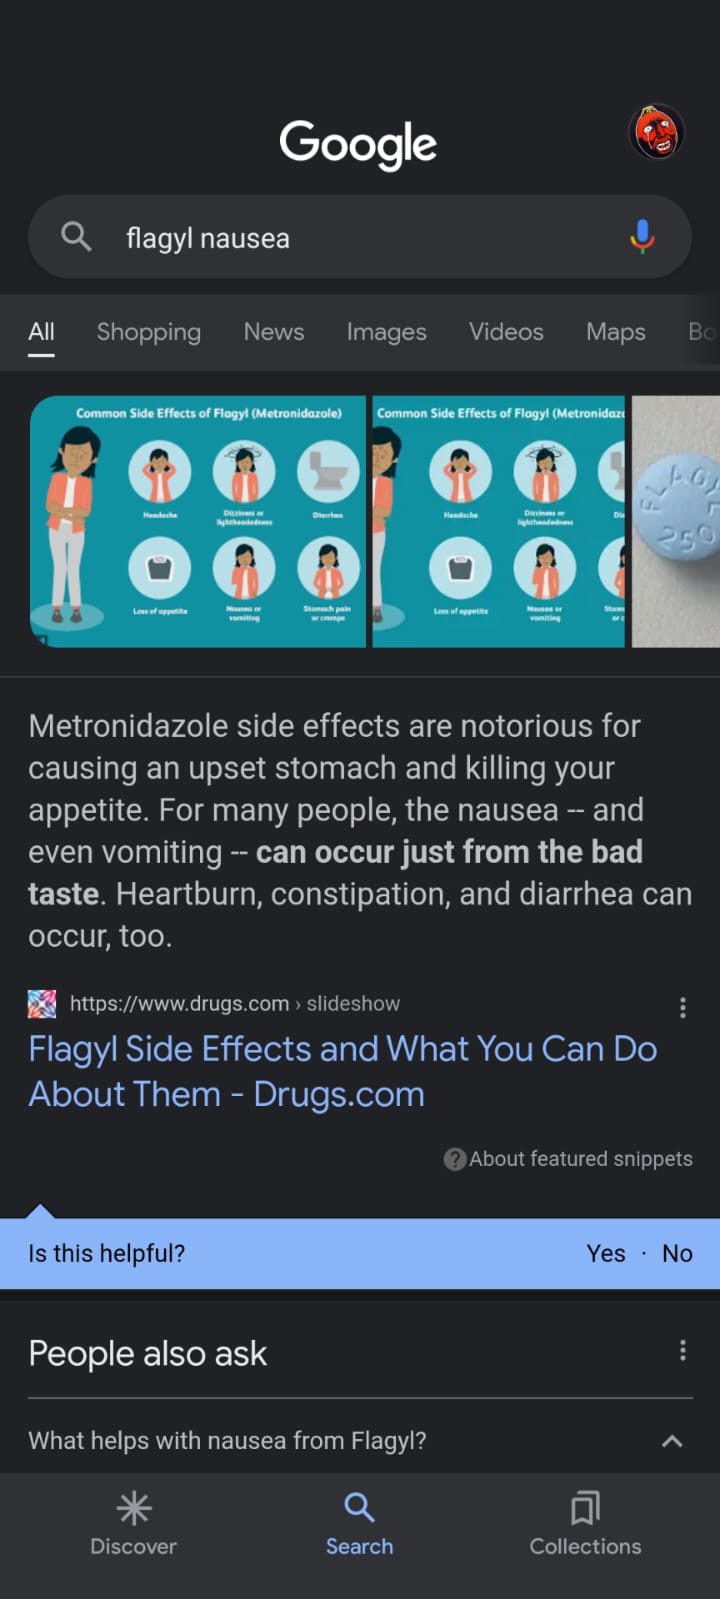 Google
flagyl nausea
All Shopping News Images Videos Maps Bo
Common Side Effects of Flagyl (Metronidazole)
Headache
Dizziness or
lightheadedness
Diarrhea
Loss of appetite
Nausea or
vomiting
Stomach pain
or cramps
Common Side Effects of Flagyl (Metronidazo
Headache
Dizziness or
lightheadedness
Die
Loss of appetite
Nausea or
vomiting
Stom
or c
FLAGY
250
Metronidazole side effects are notorious for
causing an upset stomach and killing your
appetite. For many people, the nausea -- and
even vomiting -- can occur just from the bad
taste. Heartburn, constipation, and diarrhea can
occur, too.
https://www.drugs.com › slideshow
Flagyl Side Effects and What You Can Do
About Them - Drugs.com
?About featured snippets
Is this helpful? Yes · No
People also ask
What helps with nausea from Flagyl?
Discover Search Collections